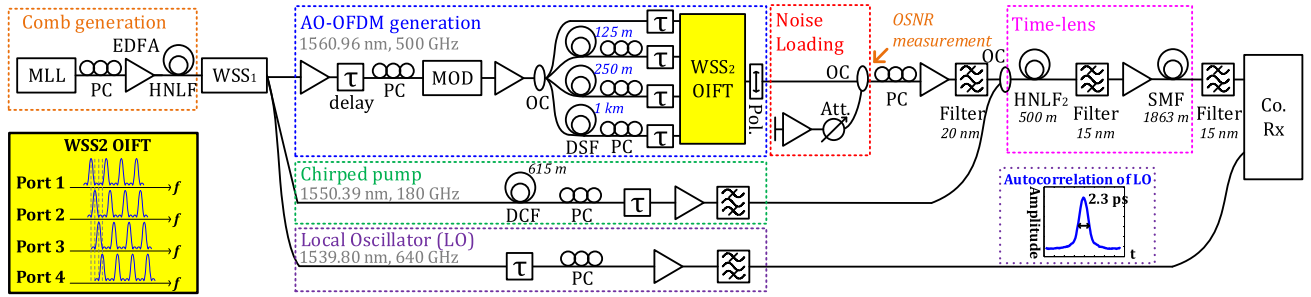 Comb generation
EDFA
MLL
PC
HNLF
WSS1
AO-OFDM generation
1560.96 nm, 500 GHz
τ
delay
PC
MOD
OC
125 m
250 m
1 km
DSF
PC
τ
τ
τ
τ
WSS2
OIFT
Pol.
Noise
Loading
OC
Att.
OSNR
measurement
PC
Filter
20 nm
OC
Time-lens
HNLF2
500 m
Filter
15 nm
SMF
1863 m
Filter
15 nm
Co.
Rx
WSS2 OIFT
Port 1
f
Port 2
f
Port 3
f
Port 4
f
Chirped pump
1550.39 nm, 180 GHz
615 m
DCF
PC
τ
Local Oscillator (LO)
1539.80 nm, 640 GHz
τ
PC
Autocorrelation of LO
Amplitude
2.3 ps
t